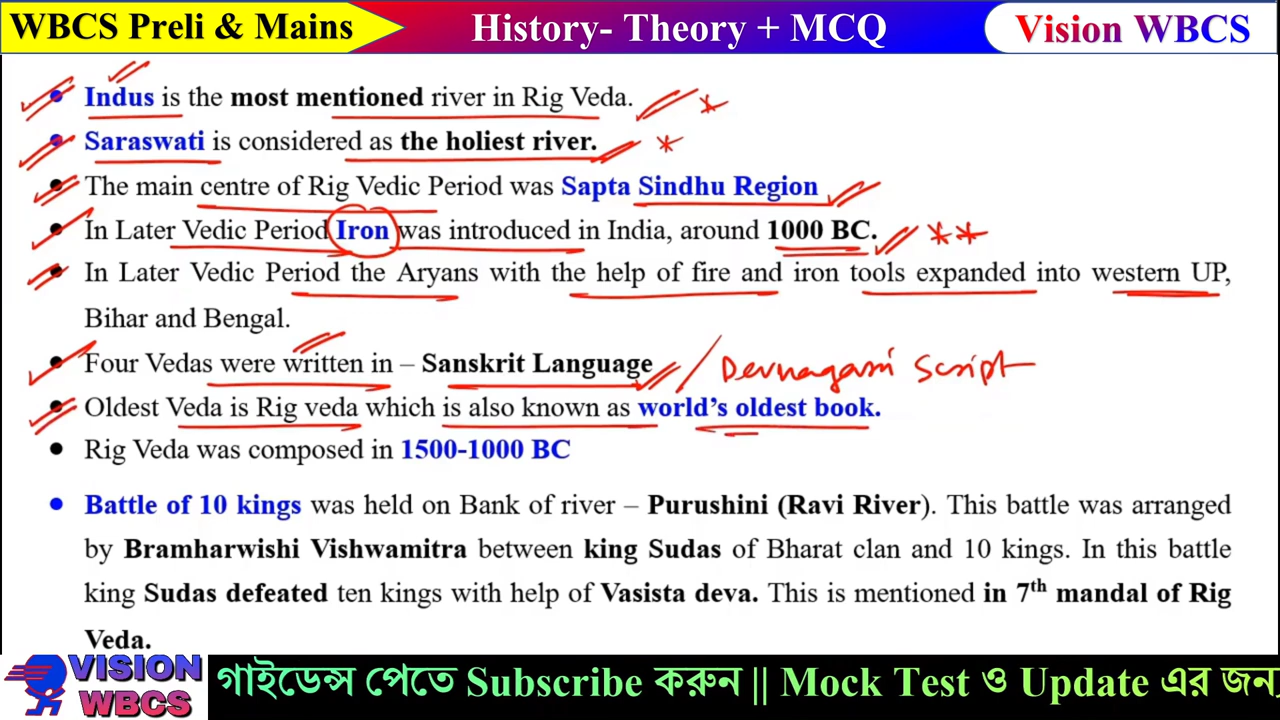 WBCS Preli & Mains
History- Theory + MCQ
Vision WBCS
Indus is the most mentioned river in Rig Veda.
Saraswati is considered as the holiest river.
The main centre of Rig Vedic Period was Sapta Sindhu Region
In Later Vedic Period Iron was introduced in India, around 1000 BC.
In Later Vedic Period the Aryans with the help of fire and iron tools expanded into western UP,
Bihar and Bengal.
Four Vedas were written in – Sanskrit Language / Devnagari Script
Oldest Veda is Rig veda which is also known as world's oldest book.
Rig Veda was composed in 1500-1000 BC
Battle of 10 kings was held on Bank of river – Purushini (Ravi River). This battle was arranged
by Bramharwishi Vishwamitra between king Sudas of Bharat clan and 10 kings. In this battle
king Sudas defeated ten kings with help of Vasista deva. This is mentioned in 7th mandal of Rig
Veda.
VISION
WBCS
গাইডেন্স পেতে Subscribe করুন || Mock Test ও Update এর জন্য